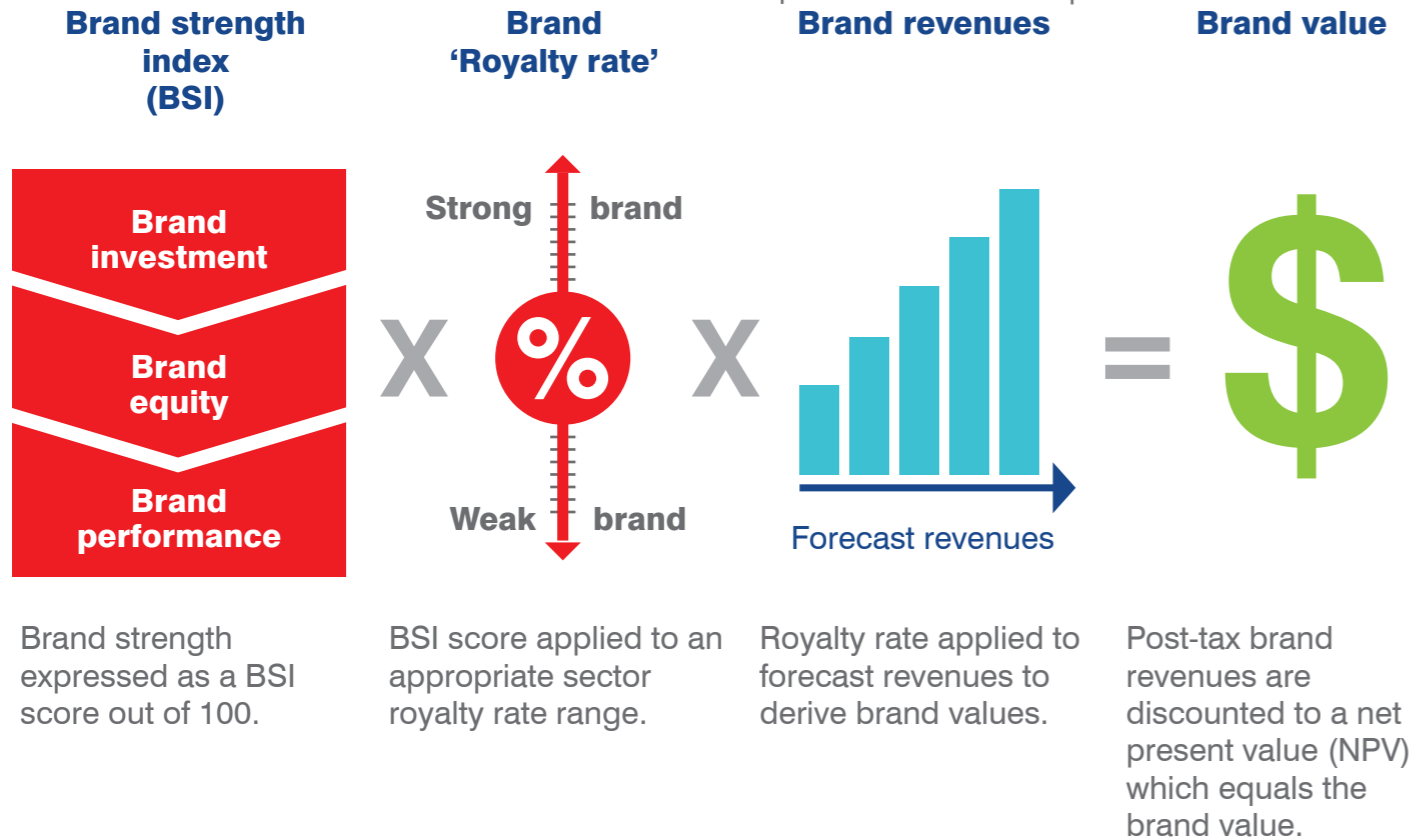 Brand strength
index
(BSI)
Brand
‘Royalty rate’
Brand revenues
Brand value
Brand
investment
Brand
equity
Brand
performance
X
Strong brand
%
Weak brand
X
Forecast revenues
=
$
Brand strength
expressed as a BSI
score out of 100.
BSI score applied to an
appropriate sector
royalty rate range.
Royalty rate applied to
forecast revenues to
derive brand values.
Post-tax brand
revenues are
discounted to a net
present value (NPV)
which equals the
brand value.